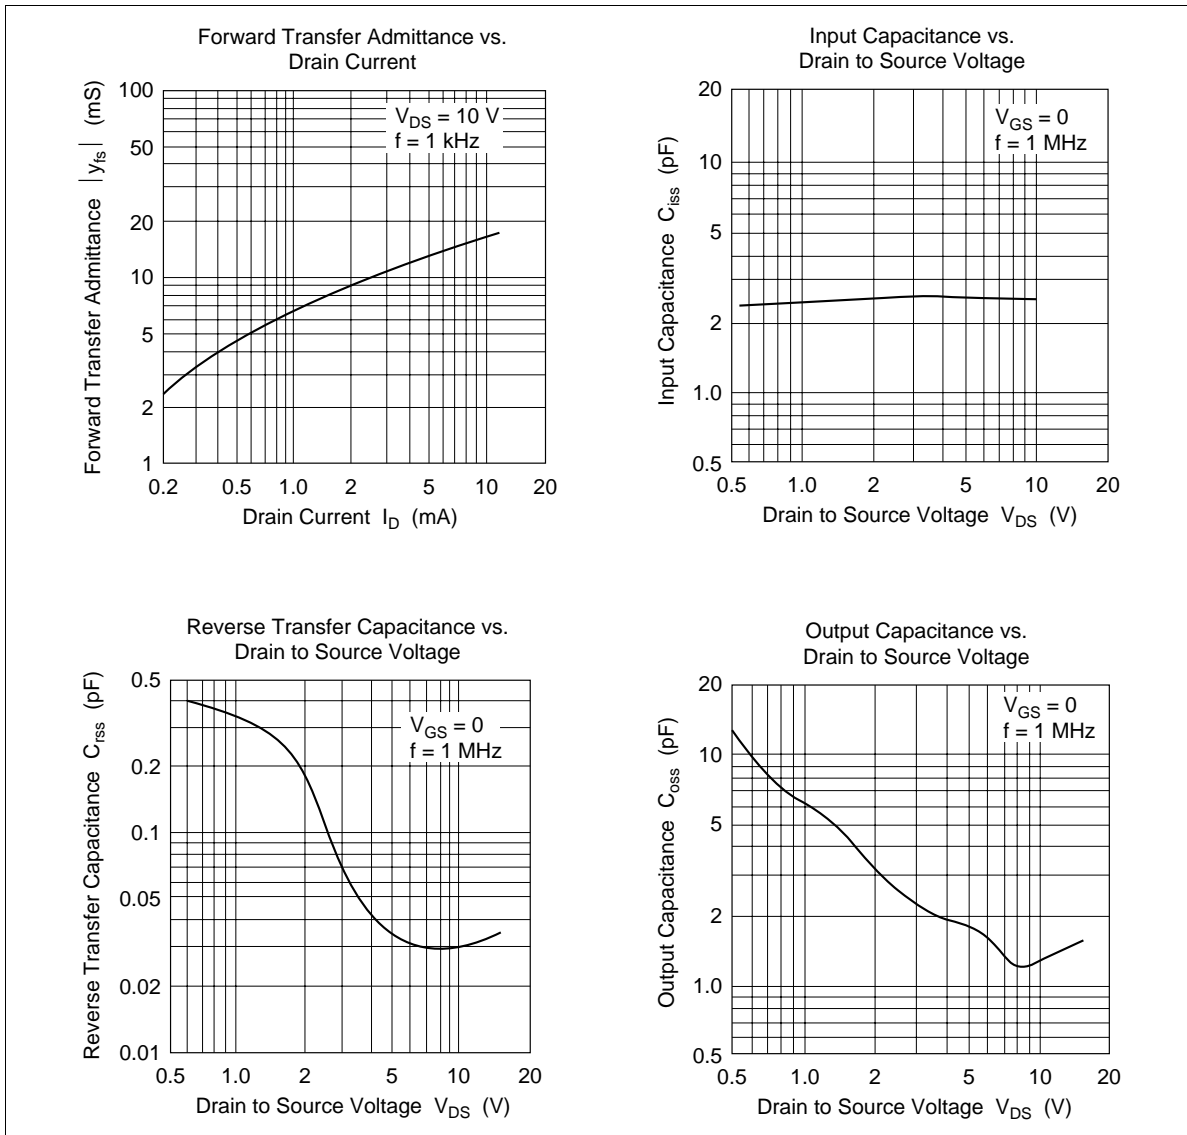 Forward Transfer Admittance vs.
Drain Current
Forward Transfer Admittance |yfs| (mS)
100
50
20
10
5
2
1
VDS = 10 V
f = 1 kHz
0.2 0.5 1.0 2 5 10 20
Drain Current ID (mA)
Input Capacitance vs.
Drain to Source Voltage
Input Capacitance Ciss (pF)
20
10
5
2
1.0
0.5
VGS = 0
f = 1 MHz
0.5 1.0 2 5 10 20
Drain to Source Voltage VDS (V)
Reverse Transfer Capacitance vs.
Drain to Source Voltage
Reverse Transfer Capacitance Crss (pF)
0.5
0.2
0.1
0.05
0.02
0.01
VGS = 0
f = 1 MHz
0.5 1.0 2 5 10 20
Drain to Source Voltage VDS (V)
Output Capacitance vs.
Drain to Source Voltage
Output Capacitance Coss (pF)
20
10
5
2
1.0
0.5
VGS = 0
f = 1 MHz
0.5 1.0 2 5 10 20
Drain to Source Voltage VDS (V)